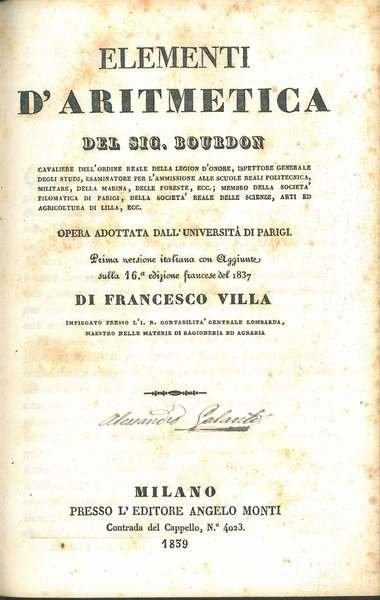 ELEMENTI
D'ARITMETICA
DEL SIG. BOURDON
CAVALIERE DELL'ORDINE REALE DELLA LEGION D'ONORE, ISPETTORE GENERALE
DEGLI STUDJ, ESAMINATORE PER L'AMMISSIONE ALLE SCUOLE REALI POLITECNICA,
MILITARE, DELLA MARINA, DELLE FORESTE, ECC.; MEMBRO DELLA SOCIETA'
FILOMATICA DI PARIGI, DELLA SOCIETA' REALE DELLE SCIENZE, ARTI ED
AGRICOLTURA DI LILLA, ECC.
OPERA ADOTTATA DALL'UNIVERSITÀ DI PARIGI.
Prima versione italiana con Aggiunte
sulla 16.ª edizione francese del 1837
DI FRANCESCO VILLA
IMPIEGATO PRESSO L'I. R. CONTABILITA' CENTRALE LOMBARDA,
MAESTRO NELLE MATERIE DI RAGIONERIA ED AGRARIA
Alessandro Galanti
MILANO
PRESSO L'EDITORE ANGELO MONTI
Contrada del Cappello, N.º 4023.
1839